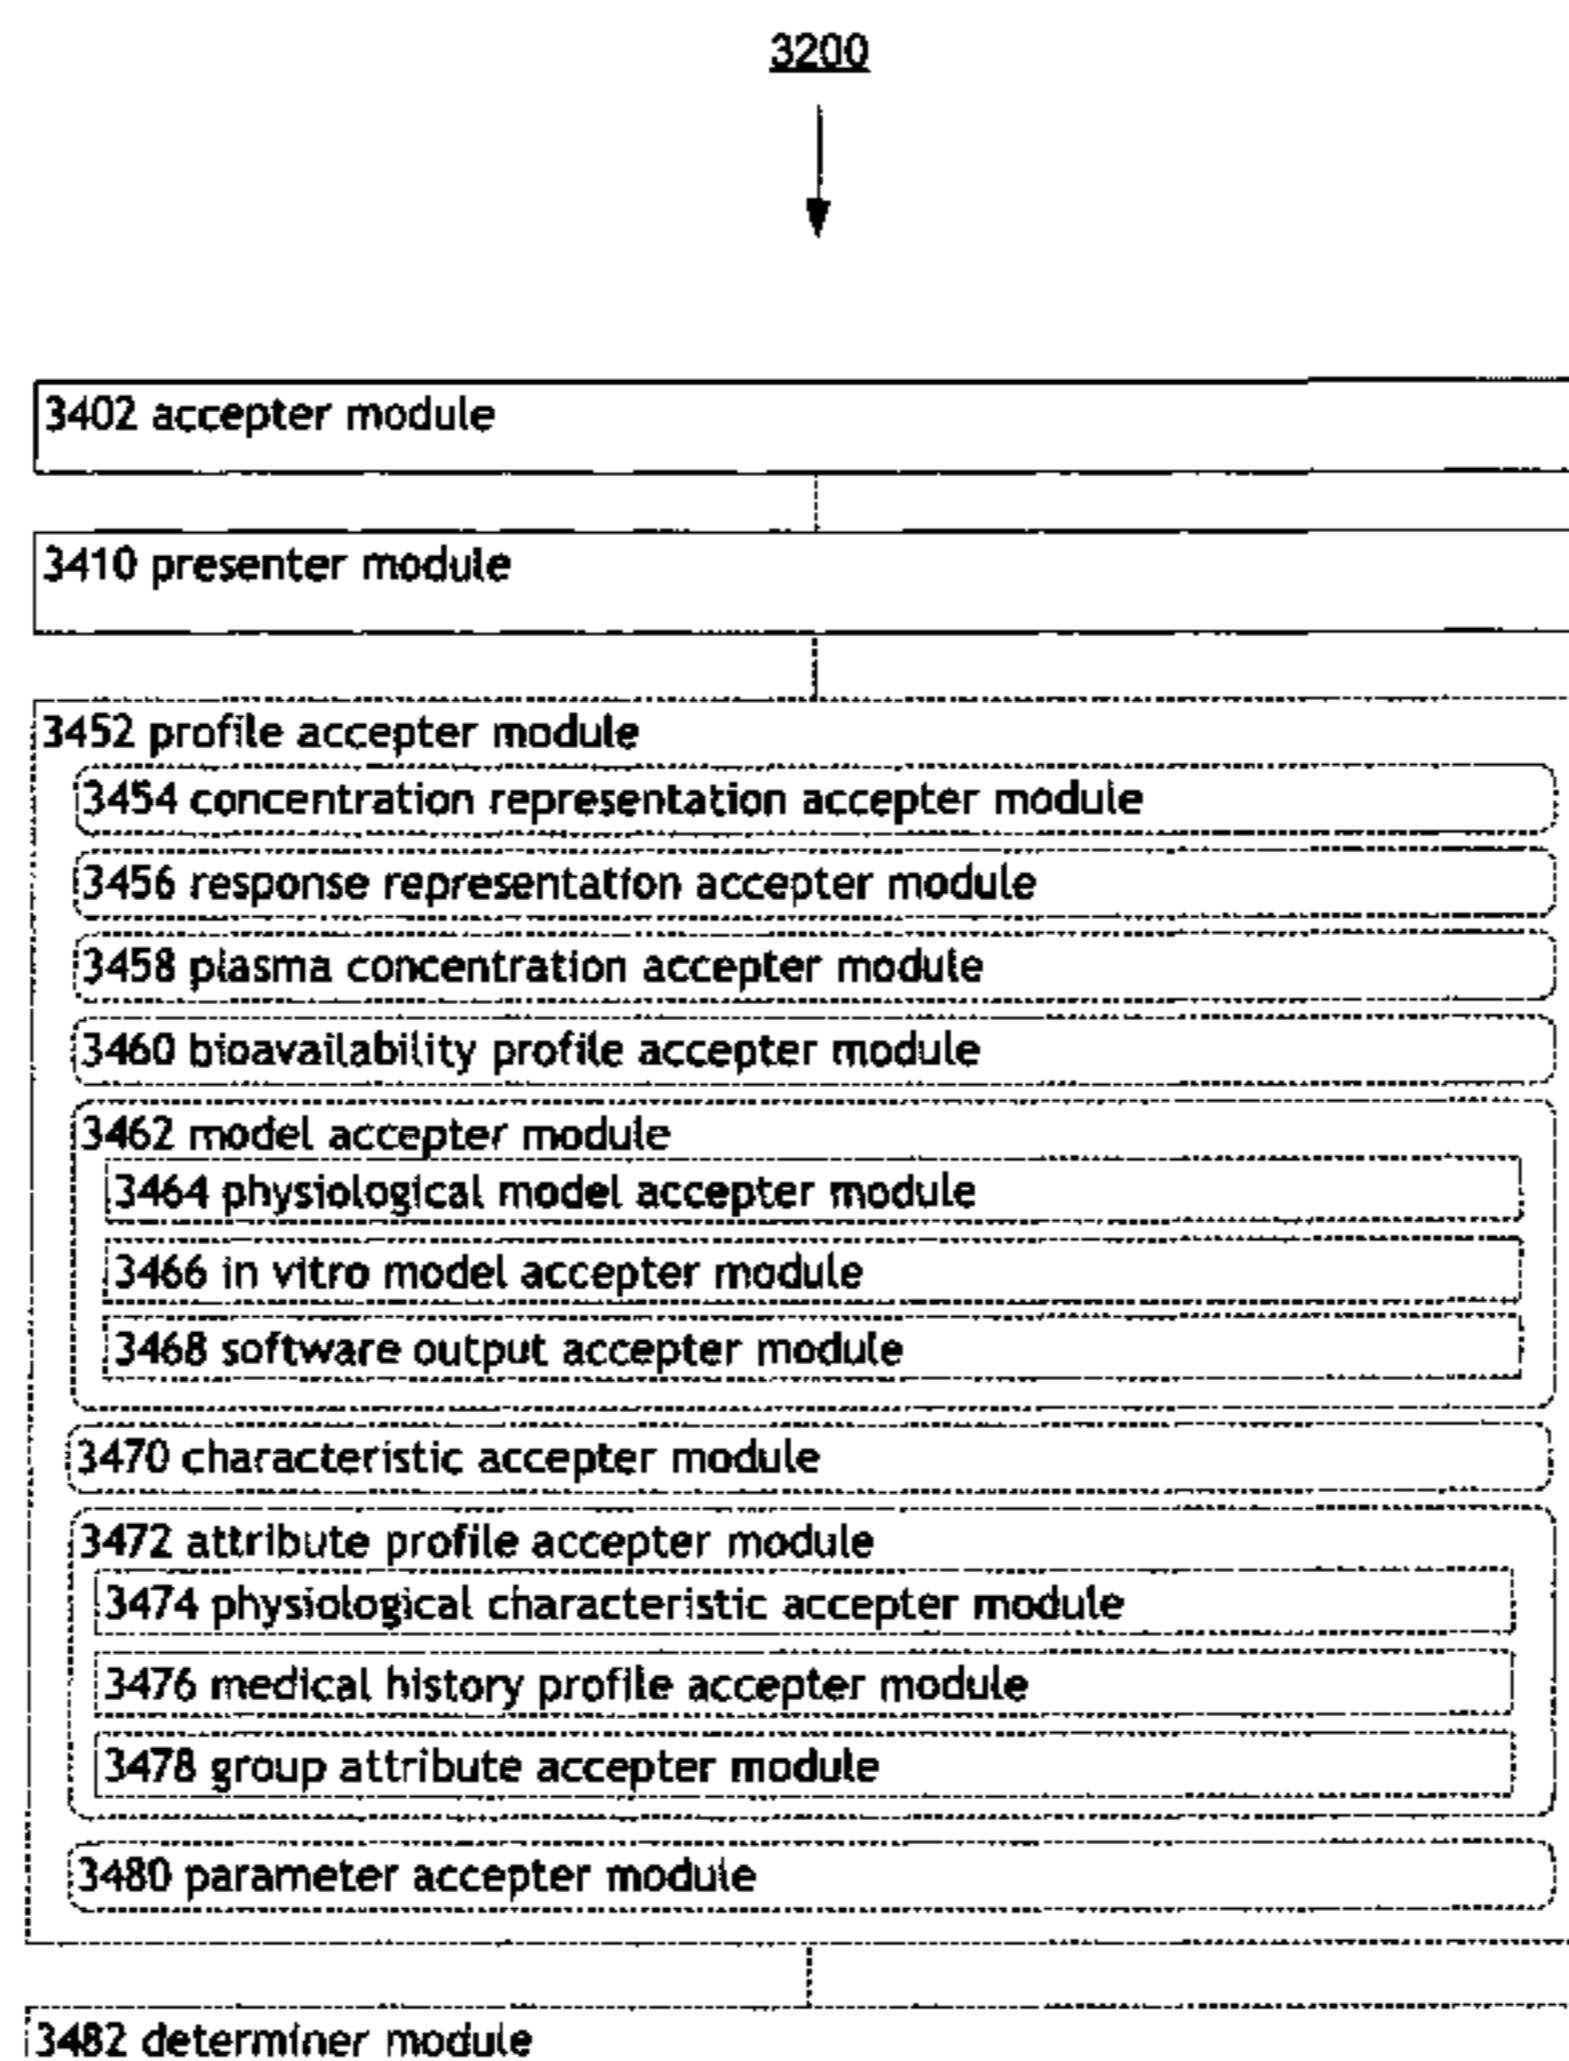 3200
3402 accepter module
3410 presenter module
3452 profile accepter module
3454 concentration representation accepter module
3456 response representation accepter module
3458 plasma concentration accepter module
3460 bioavailability profile accepter module
3462 model accepter module
3464 physiological model accepter module
3466 in vitro model accepter module
3468 software output accepter module
3470 characteristic accepter module
3472 attribute profile accepter module
3474 physiological characteristic accepter module
3476 medical history profile accepter module
3478 group attribute accepter module
3480 parameter accepter module
3482 determiner module